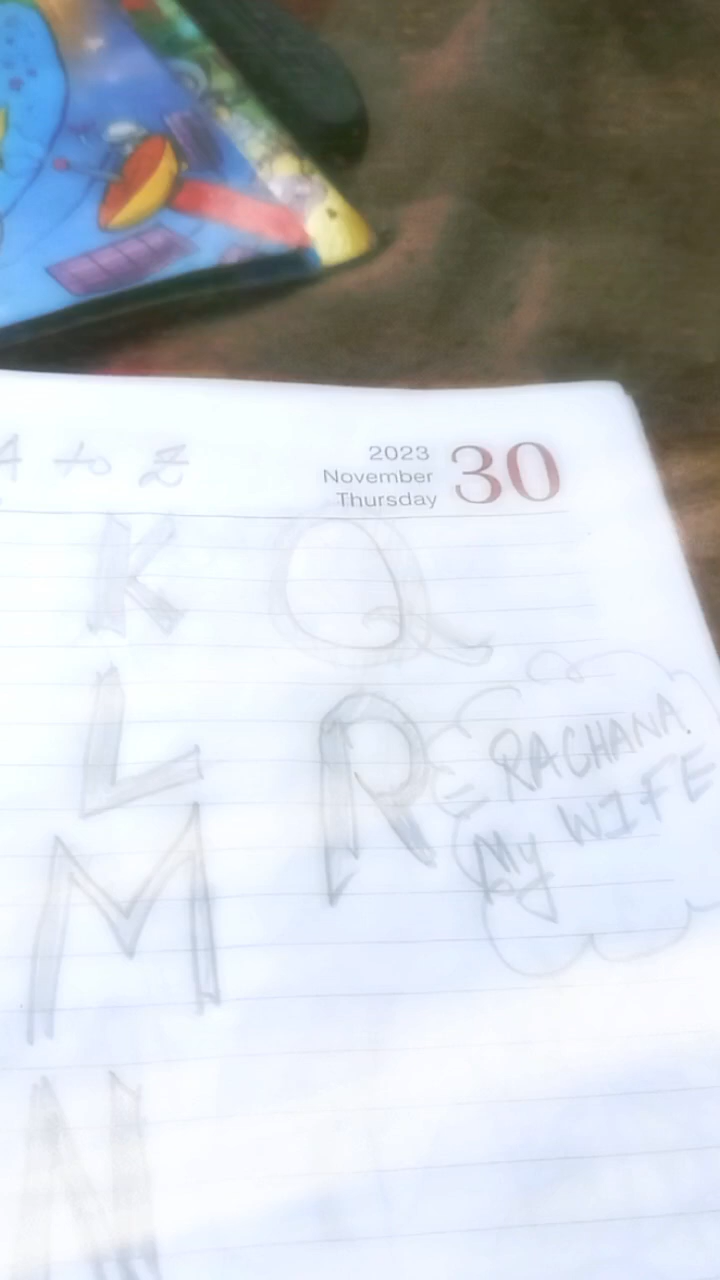 A to Z
2023
November
Thursday
30
K
Q
L
R = RACHANA.
My WIFE
M
N